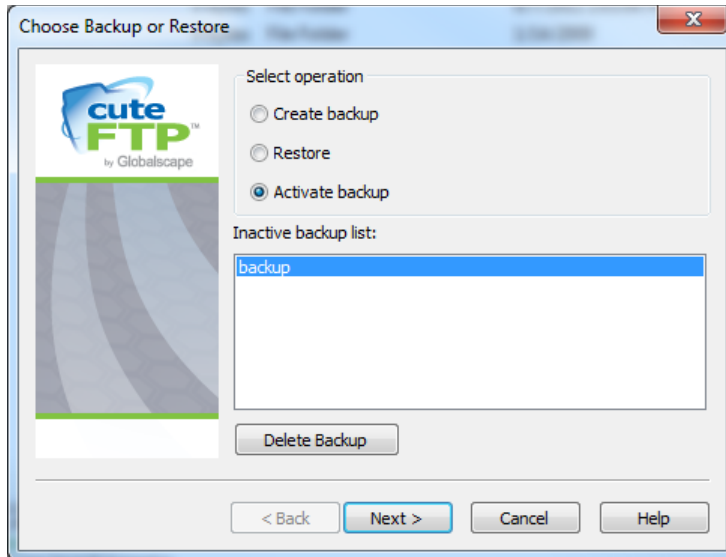 Choose Backup or Restore
cute
FTP™
by Globalscape
Select operation
Create backup
Restore
Activate backup
Inactive backup list:
backup
Delete Backup
< Back
Next >
Cancel
Help